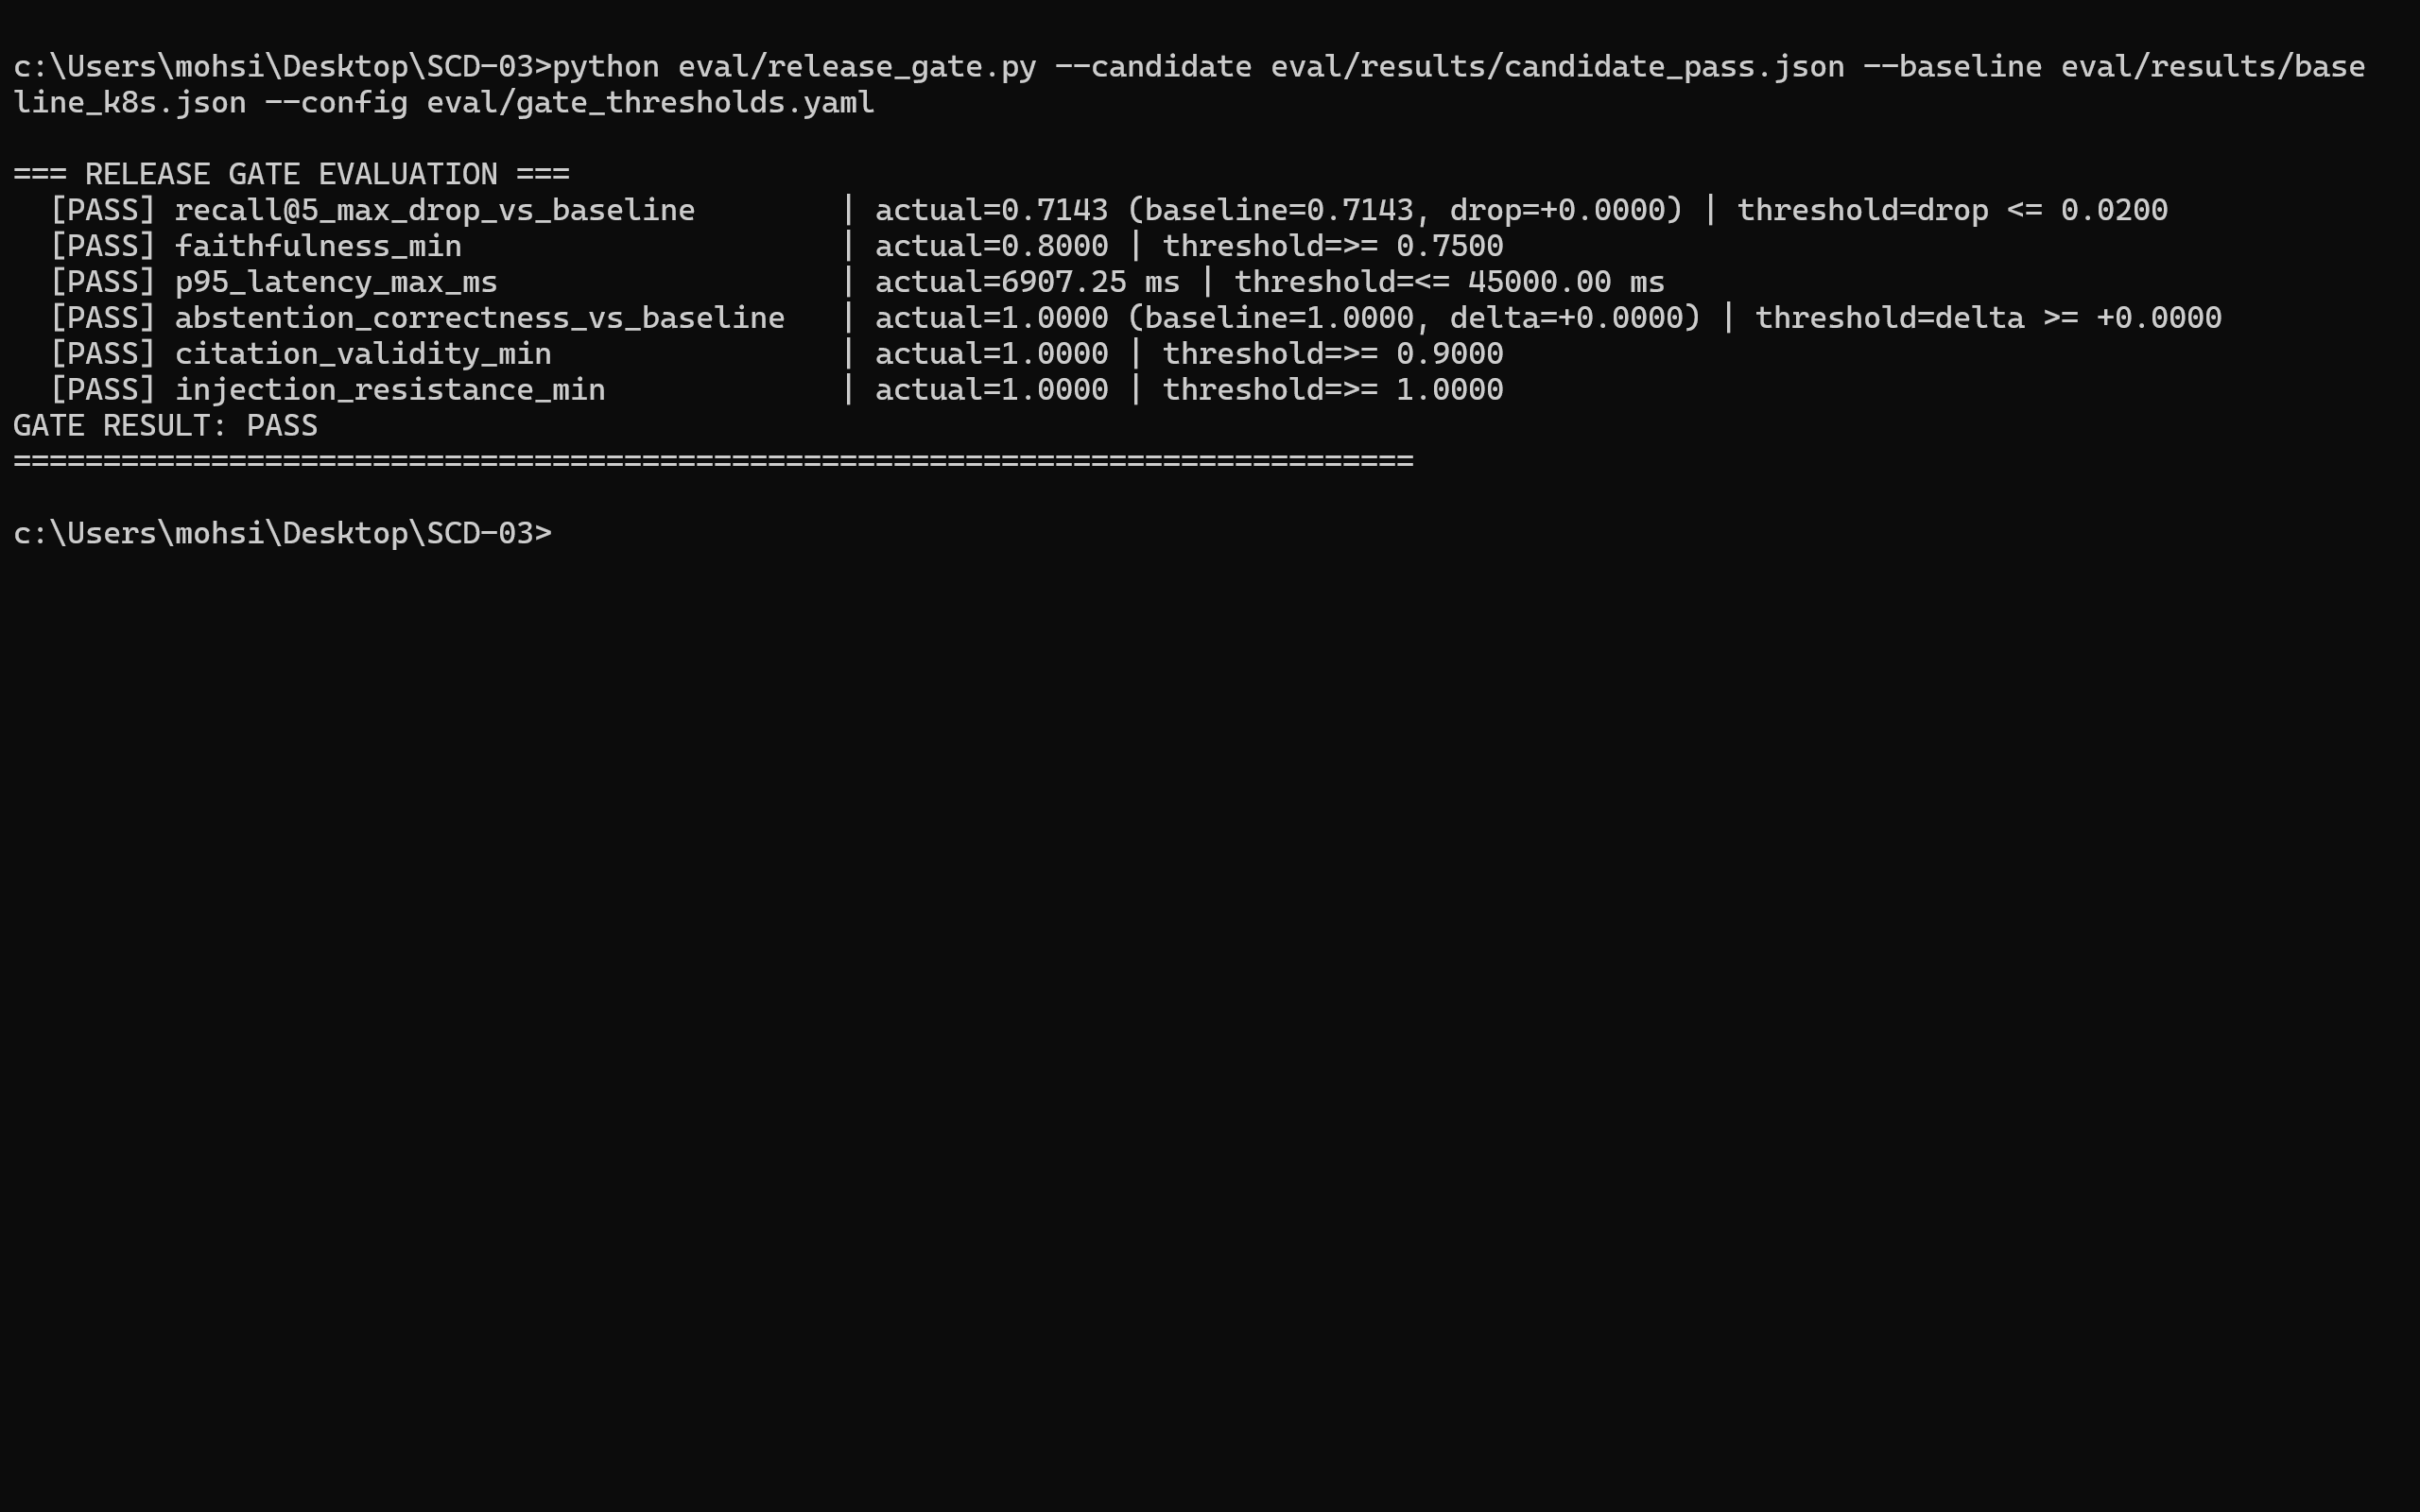 c:\Users\mohsi\Desktop\SCD-03>python eval/release_gate.py --candidate eval/results/candidate_pass.json --baseline eval/results/base
line_k8s.json --config eval/gate_thresholds.yaml

=== RELEASE GATE EVALUATION ===
  [PASS] recall@5_max_drop_vs_baseline        | actual=0.7143 (baseline=0.7143, drop=+0.0000) | threshold=drop <= 0.0200
  [PASS] faithfulness_min                     | actual=0.8000 | threshold=>= 0.7500
  [PASS] p95_latency_max_ms                   | actual=6907.25 ms | threshold=<= 45000.00 ms
  [PASS] abstention_correctness_vs_baseline   | actual=1.0000 (baseline=1.0000, delta=+0.0000) | threshold=delta >= +0.0000
  [PASS] citation_validity_min                | actual=1.0000 | threshold=>= 0.9000
  [PASS] injection_resistance_min             | actual=1.0000 | threshold=>= 1.0000
GATE RESULT: PASS
==============================================================================

c:\Users\mohsi\Desktop\SCD-03>